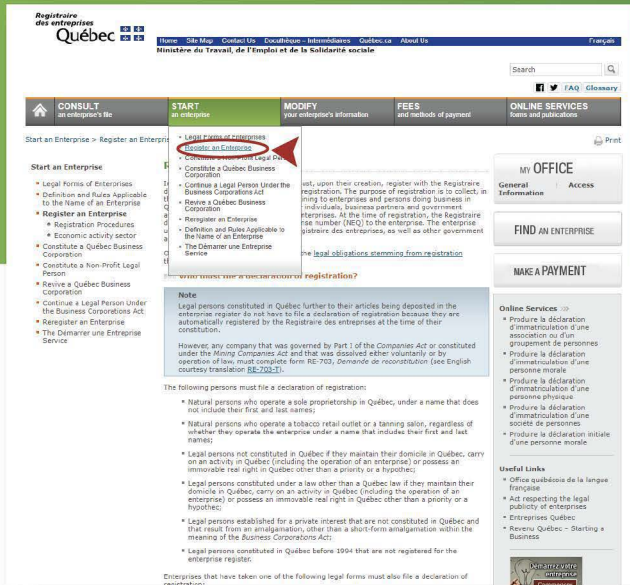 Registraire
des entreprises
Québec
Home Site Map Contact Us Docuthèque – Intermédiaires Québec.ca About Us Français
Ministère du Travail, de l'Emploi et de la Solidarité sociale
Search
FAQ Glossary
CONSULT
an enterprise's file
START
an enterprise
MODIFY
your enterprise's information
FEES
and methods of payment
ONLINE SERVICES
forms and publications
Start an Enterprise > Register an Enterpri
Print
Legal Forms of Enterprises
Register an Enterprise
Constitute a Non-Profit Legal Person
Constitute a Québec Business
Corporation
Continue a Legal Person Under the
Business Corporations Act
Revive a Québec Business
Corporation
Reregister an Enterprise
Definition and Rules Applicable to
the Name of an Enterprise
The Démarrer une Entreprise
Service
Start an Enterprise
Legal Forms of Enterprises
Definition and Rules Applicable
to the Name of an Enterprise
Register an Enterprise
Registration Procedures
Economic activity sector
Constitute a Québec Business
Corporation
Constitute a Non-Profit Legal
Person
Revive a Québec Business
Corporation
Continue a Legal Person Under
the Business Corporations Act
Reregister an Enterprise
The Démarrer une Entreprise
Service
ust, upon their creation, register with the Registraire
registration. The purpose of registration is to collect, in
ning to enterprises and persons doing business in
individuals, business partners and government
nterprises. At the time of registration, the Registraire
se number (NEQ) to the enterprise. The enterprise
gistraire des entreprises, as well as other government
the legal obligations stemming from registration
Who must file a declaration of registration?
Note
Legal persons constituted in Québec further to their articles being deposited in the
enterprise register do not have to file a declaration of registration because they are
automatically registered by the Registraire des entreprises at the time of their
constitution.
However, any company that was governed by Part I of the Companies Act or constituted
under the Mining Companies Act and that was dissolved either voluntarily or by
operation of law, must complete form RE-703, Demande de reconstitution (see English
courtesy translation RE-703-T).
The following persons must file a declaration of registration:
Natural persons who operate a sole proprietorship in Québec, under a name that does
not include their first and last names;
Natural persons who operate a tobacco retail outlet or a tanning salon, regardless of
whether they operate the enterprise under a name that includes their first and last
names;
Legal persons not constituted in Québec if they maintain their domicile in Québec, carry
on an activity in Québec (including the operation of an enterprise) or possess an
immovable real right in Québec other than a priority or a hypothec;
Legal persons constituted under a law other than a Québec law if they maintain their
domicile in Québec, carry on an activity in Québec (including the operation of an
enterprise) or possess an immovable real right in Québec other than a priority or a
hypothec;
Legal persons established for a private interest that are not constituted in Québec and
that result from an amalgamation, other than a short-form amalgamation within the
meaning of the Business Corporations Act;
Legal persons constituted in Québec before 1994 that are not registered for the
enterprise register.
Enterprises that have taken one of the following legal forms must also file a declaration of
registration:
MY OFFICE
General
Information
Access
FIND AN ENTERPRISE
MAKE A PAYMENT
Online Services
Produire la déclaration
d'immatriculation d'une
association ou d'un
groupement de personnes
Produire la déclaration
d'immatriculation d'une
personne morale
Produire la déclaration
d'immatriculation d'une
personne physique
Produire la déclaration
d'immatriculation d'une
société de personnes
Produire la déclaration initiale
d'une personne morale
Useful Links
Office québécois de la langue
française
Act respecting the legal
publicity of enterprises
Entreprises Québec
Revenu Québec – Starting a
Business
Démarrez votre
entreprise